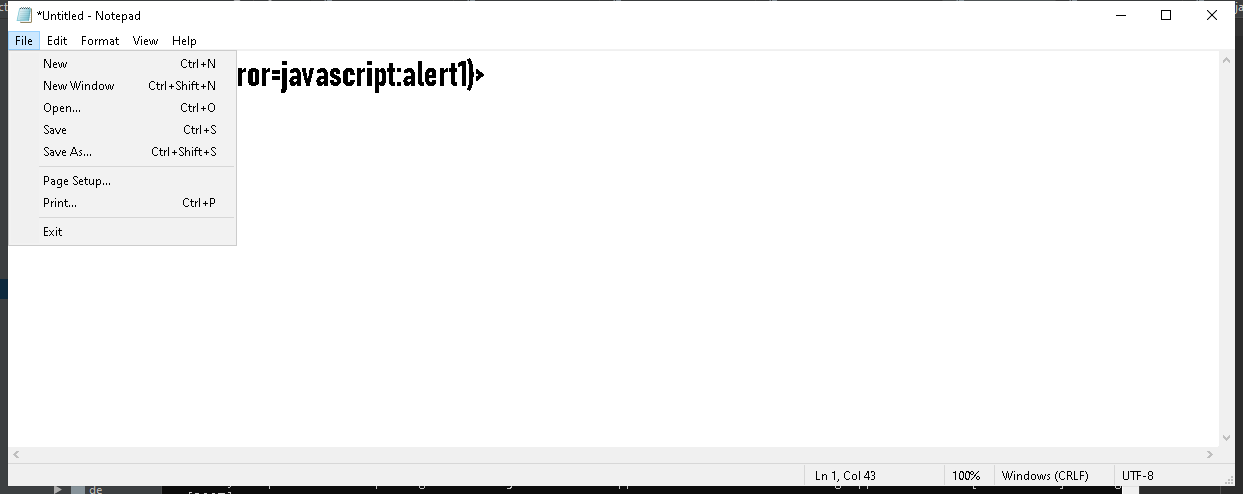 *Untitled - Notepad
File Edit Format View Help
New Ctrl+N
New Window Ctrl+Shift+N
Open... Ctrl+O
Save Ctrl+S
Save As... Ctrl+Shift+S
Page Setup...
Print... Ctrl+P
Exit
ror=javascript:alert1)>
Ln 1, Col 43 100% Windows (CRLF) UTF-8
de